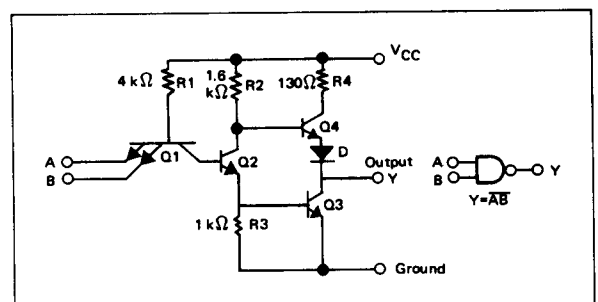 VCC
4 kΩ R1
1.6 kΩ R2
130Ω R4
Q4
A
Q1
Q2
D
Output
B
Y
Q3
1 kΩ R3
Ground
A
B
Y
Y=\overline{AB}